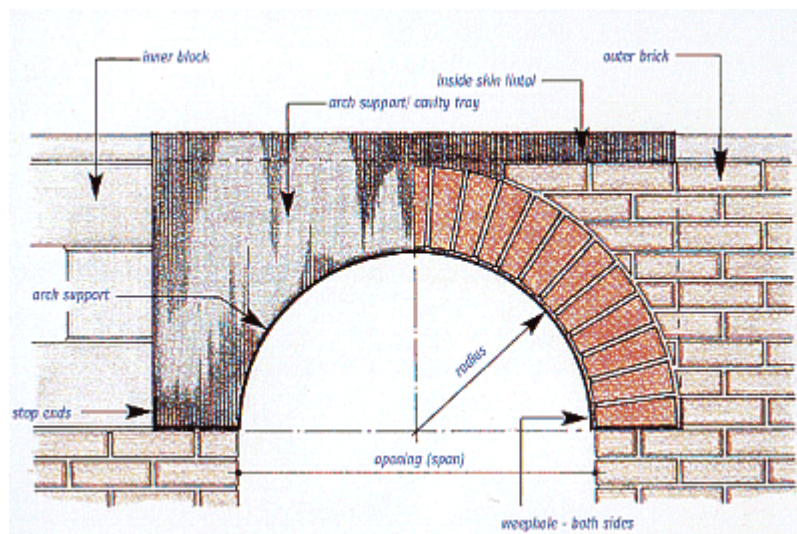 inner block
outer brick
inside skin lintol
arch support/ cavity tray
arch support
radius
stop ends
opening (span)
weephole - both sides